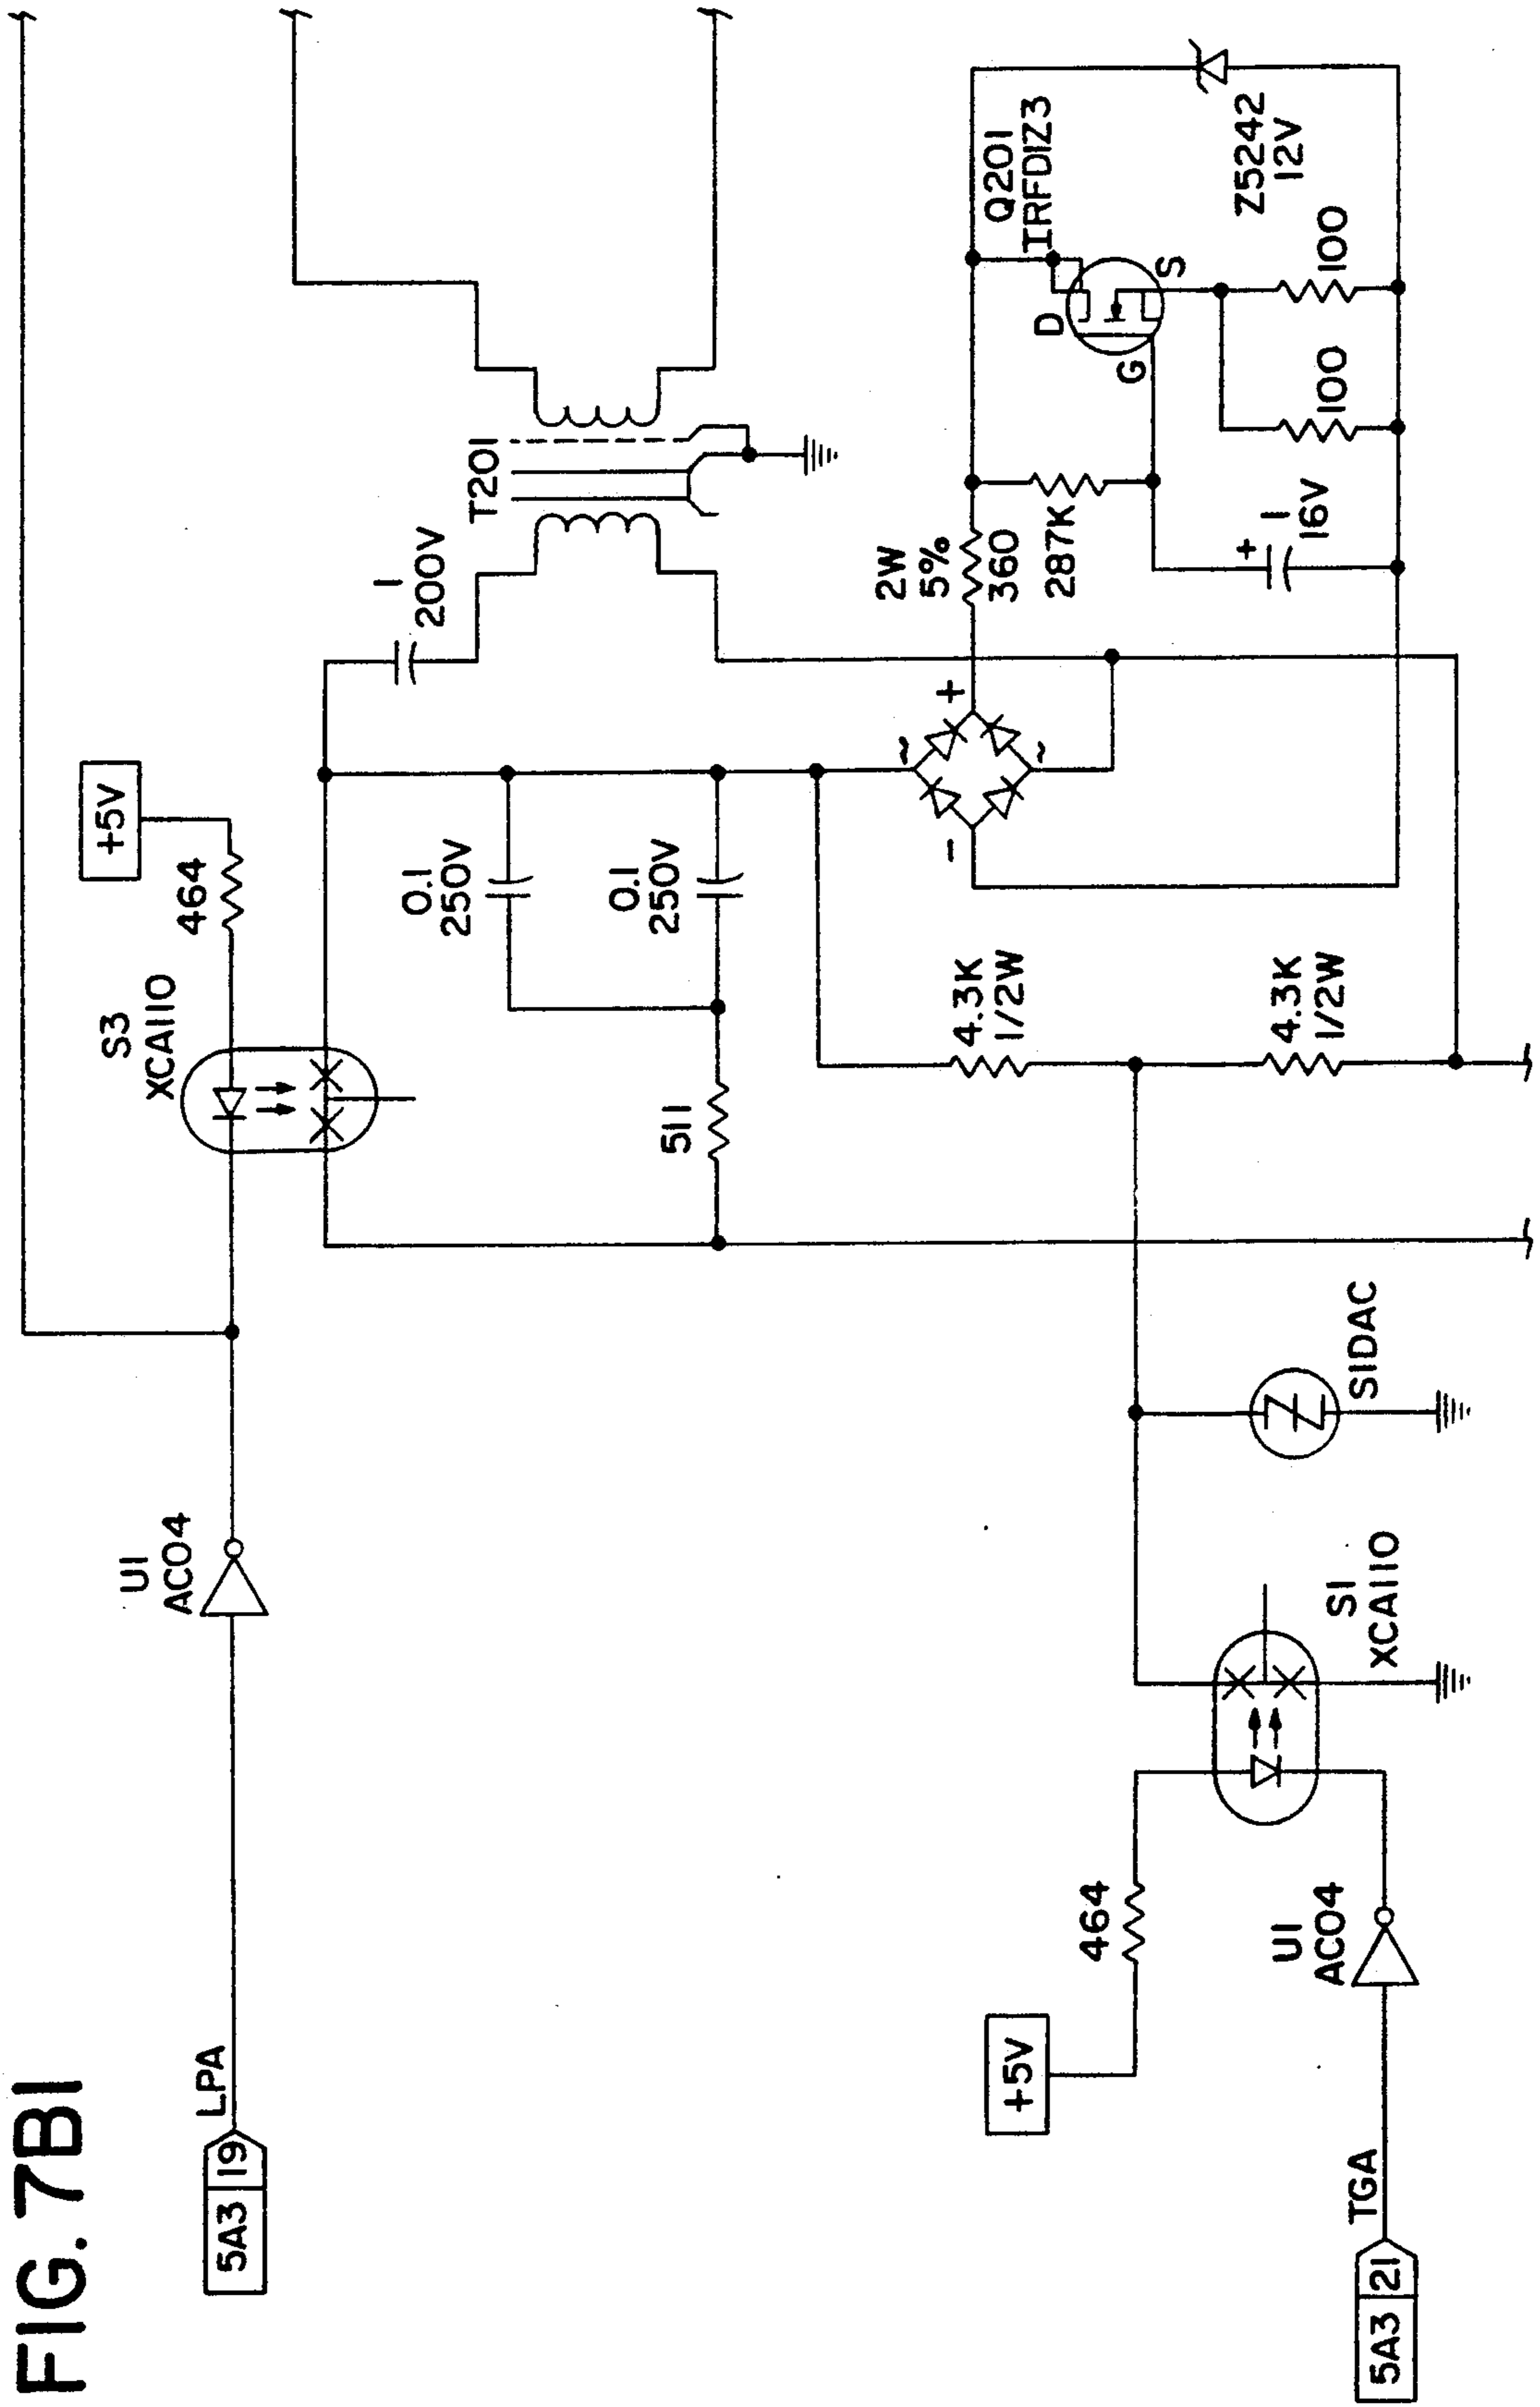 FIG. 7B1
5A3 19
LPA
U1
AC04
S3
XCA110
464
+5V
0.1
250V
0.1
250V
511
1
200V
T201
4.3K
1/2W
4.3K
1/2W
~
+
-
~
2W
5%
360
287K
+
1
16V
Q201
IRFD1Z3
D
G
S
100
100
Z5242
12V
SIDAC
S1
XCA110
464
+5V
U1
AC04
TGA
5A3 21